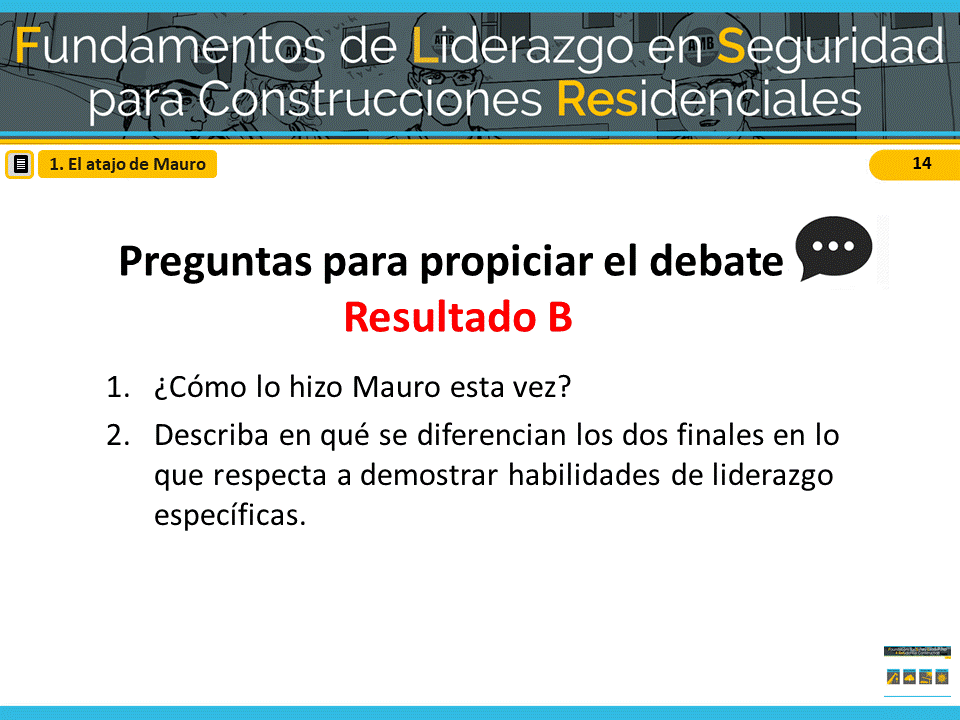 Fundamentos de Liderazgo en Seguridad
para Construcciones Residenciales
1. El atajo de Mauro
14
Preguntas para propiciar el debate
Resultado B
1. ¿Cómo lo hizo Mauro esta vez?
2. Describa en qué se diferencian los dos finales en lo
que respecta a demostrar habilidades de liderazgo
específicas.